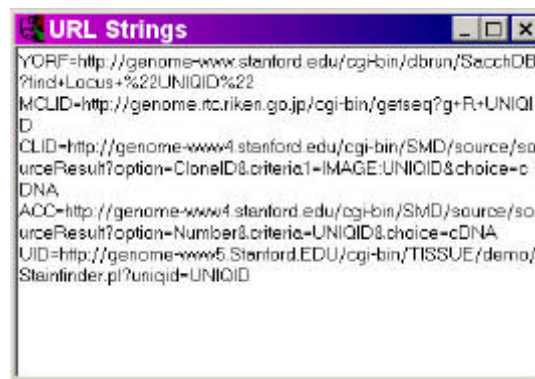 URL Strings
YORF=http://genome-www.stanford.edu/cgi-bin/dbrun/SacchDB
?find+Locus+%22UNIQID%22
MCLID=http://genome.rtc.riken.go.jp/cgi-bin/getseq?g+R+UNIQI
D
CLID=http://genome-www4.stanford.edu/cgi-bin/SMD/source/so
urceResult?option=CloneID&criteria1=IMAGE:UNIQID&choice=c
DNA
ACC=http://genome-www4.stanford.edu/cgi-bin/SMD/source/so
urceResult?option=Number&criteria=UNIQID&choice=cDNA
UID=http://genome-www5.Stanford.EDU/cgi-bin/TISSUE/demo/
Stainfinder.pl?uniqid=UNIQID